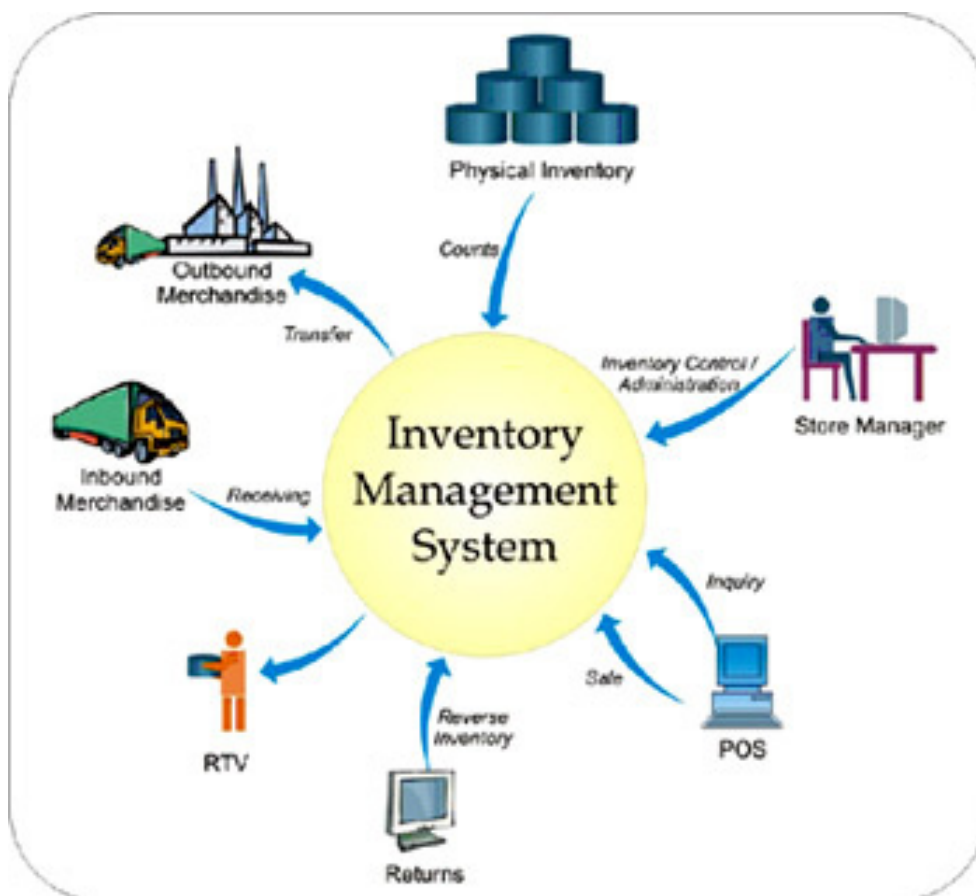 Physical Inventory
Counts
Outbound
Merchandise
Transfer
Inventory Control /
Administration
Store Manager
Inbound
Merchandise
Receiving
Inventory
Management
System
Inquiry
Sale
POS
RTV
Reverse
Inventory
Returns